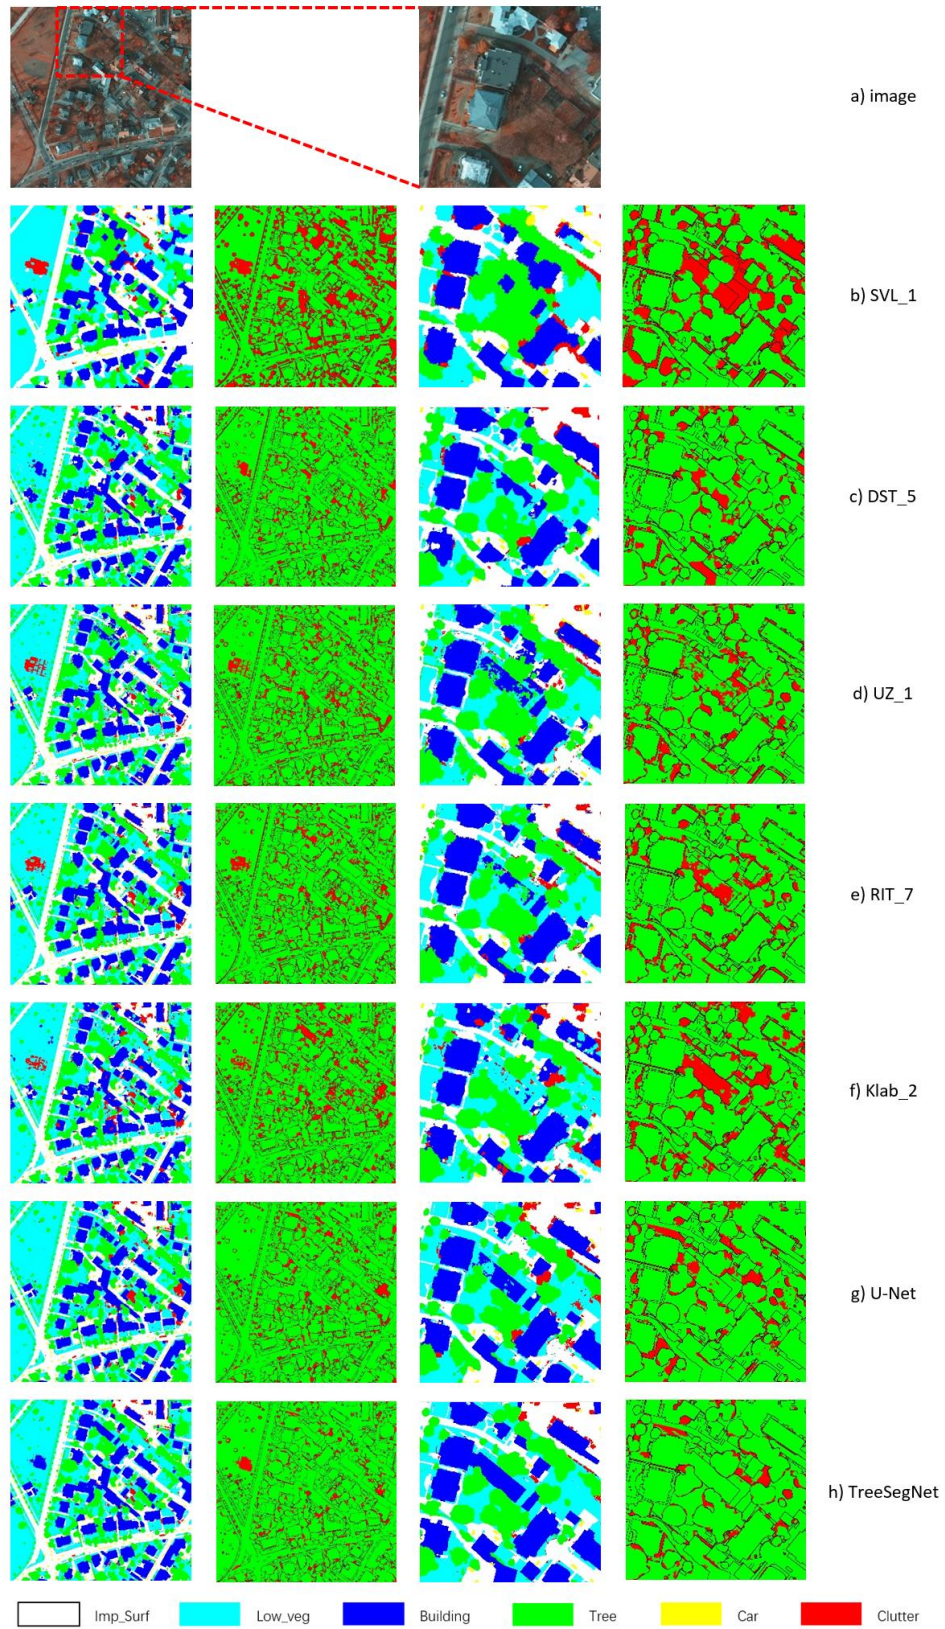 a) image
b) SVL_1
c) DST_5
d) UZ_1
e) RIT_7
f) Klab_2
g) U-Net
h) TreeSegNet
Imp_Surf Low_veg Building Tree Car Clutter